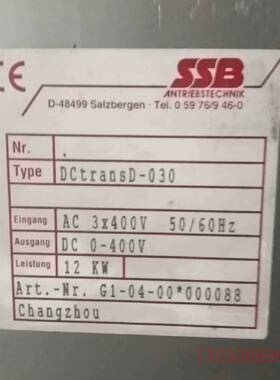 CE
SSB
ANTRIEBSTECHNIK
D-48499 Salzbergen · Tel. 0 59 76/9 46-0
Nr. .
Type DCtransD-030
Eingang AC 3x400V 50/60Hz
Ausgang DC 0-400V
Leistung 12 KW
Art.-Nr. G1-04-00*000088
Changzhou